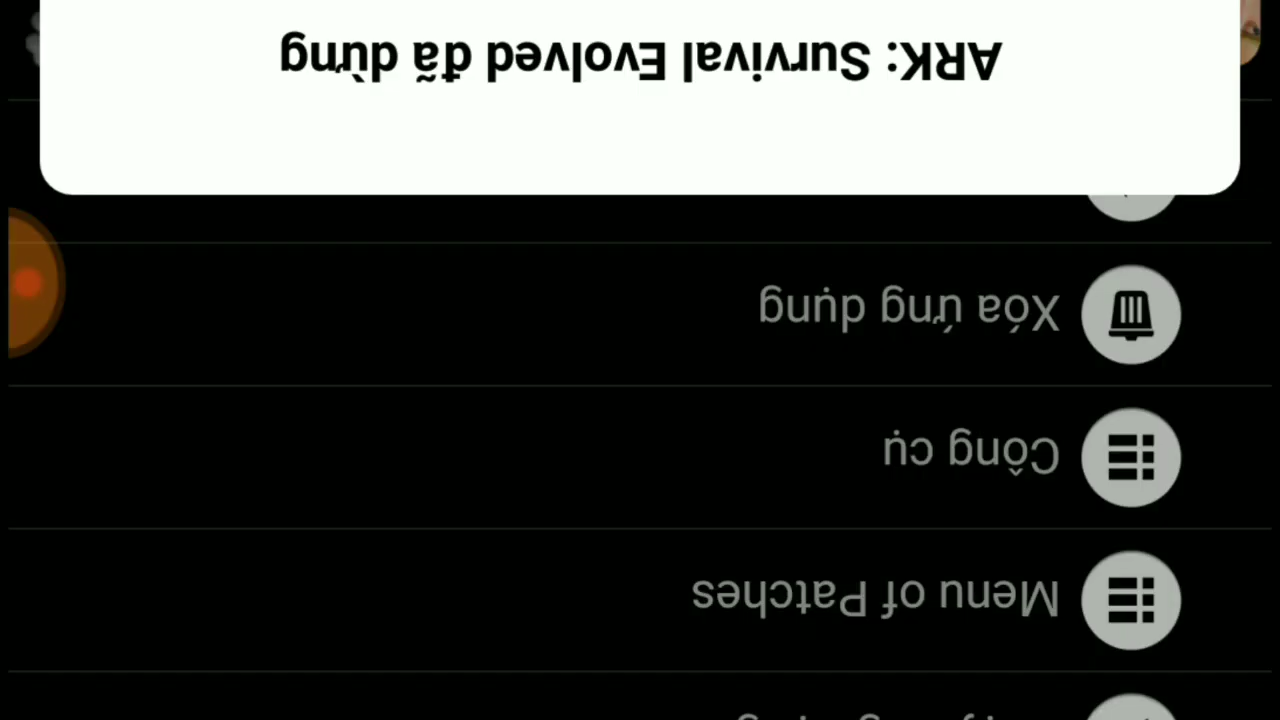 Menu of Patches
Công cụ
Xóa ứng dụng
ARK: Survival Evolved đã dừng